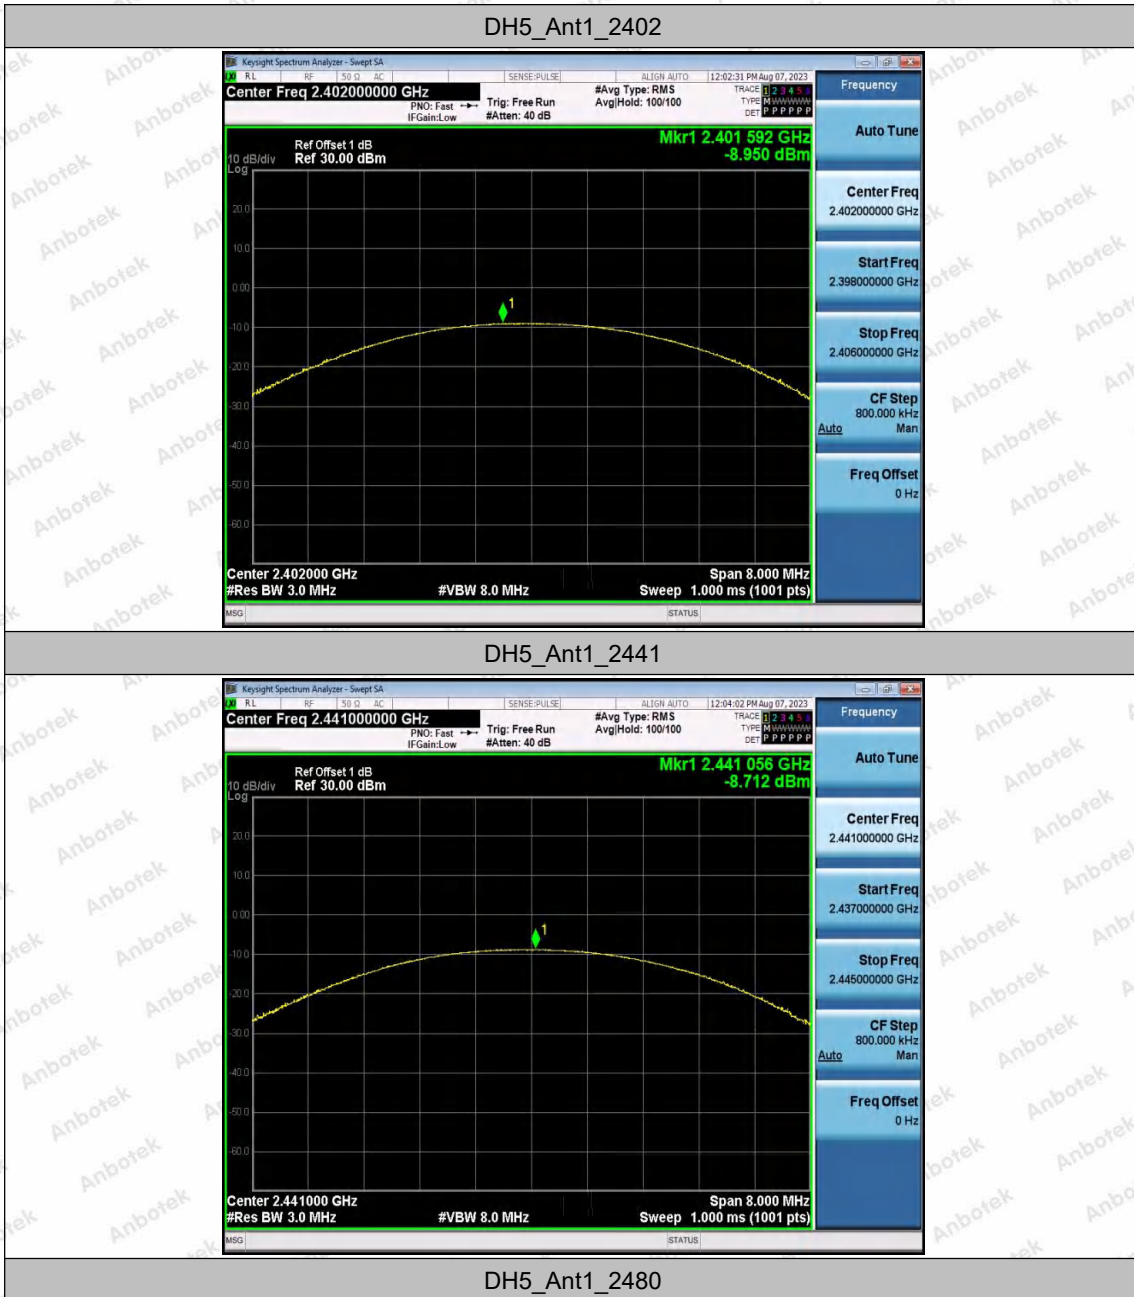 DH5_Ant1_2402
Keysight Spectrum Analyzer - Swept SA
RL RF 50 Ω AC SENSE:PULSE ALIGN AUTO 12:02:31 PM Aug 07, 2023
Center Freq 2.402000000 GHz #Avg Type: RMS TRACE 1 2 3 4 5 6
PNO: Fast Trig: Free Run Avg|Hold: 100/100 TYPE M WWWWW
IFGain:Low #Atten: 40 dB DET P P P P P P
Frequency
Auto Tune
Center Freq
2.402000000 GHz
Start Freq
2.398000000 GHz
Stop Freq
2.406000000 GHz
CF Step
800.000 kHz
Auto Man
Freq Offset
0 Hz
Mkr1 2.401 592 GHz
-8.950 dBm
Ref Offset 1 dB
10 dB/div Ref 30.00 dBm
Log
20.0
10.0
0.00
-10.0
-20.0
-30.0
-40.0
-50.0
-60.0
1
Center 2.402000 GHz Span 8.000 MHz
#Res BW 3.0 MHz #VBW 8.0 MHz Sweep 1.000 ms (1001 pts)
MSG STATUS
DH5_Ant1_2441
Keysight Spectrum Analyzer - Swept SA
RL RF 50 Ω AC SENSE:PULSE ALIGN AUTO 12:04:02 PM Aug 07, 2023
Center Freq 2.441000000 GHz #Avg Type: RMS TRACE 1 2 3 4 5 6
PNO: Fast Trig: Free Run Avg|Hold: 100/100 TYPE M WWWWW
IFGain:Low #Atten: 40 dB DET P P P P P P
Frequency
Auto Tune
Center Freq
2.441000000 GHz
Start Freq
2.437000000 GHz
Stop Freq
2.445000000 GHz
CF Step
800.000 kHz
Auto Man
Freq Offset
0 Hz
Mkr1 2.441 056 GHz
-8.712 dBm
Ref Offset 1 dB
10 dB/div Ref 30.00 dBm
Log
20.0
10.0
0.00
-10.0
-20.0
-30.0
-40.0
-50.0
-60.0
1
Center 2.441000 GHz Span 8.000 MHz
#Res BW 3.0 MHz #VBW 8.0 MHz Sweep 1.000 ms (1001 pts)
MSG STATUS
DH5_Ant1_2480
Anbotek